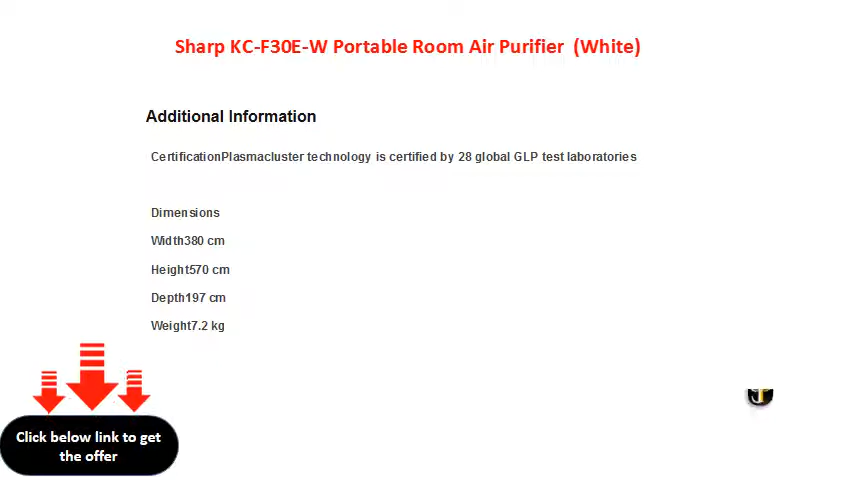 Sharp KC-F30E-W Portable Room Air Purifier (White)
Additional Information
CertificationPlasmacluster technology is certified by 28 global GLP test laboratories
Dimensions
Width380 cm
Height570 cm
Depth197 cm
Weight7.2 kg
Click below link to get
the offer